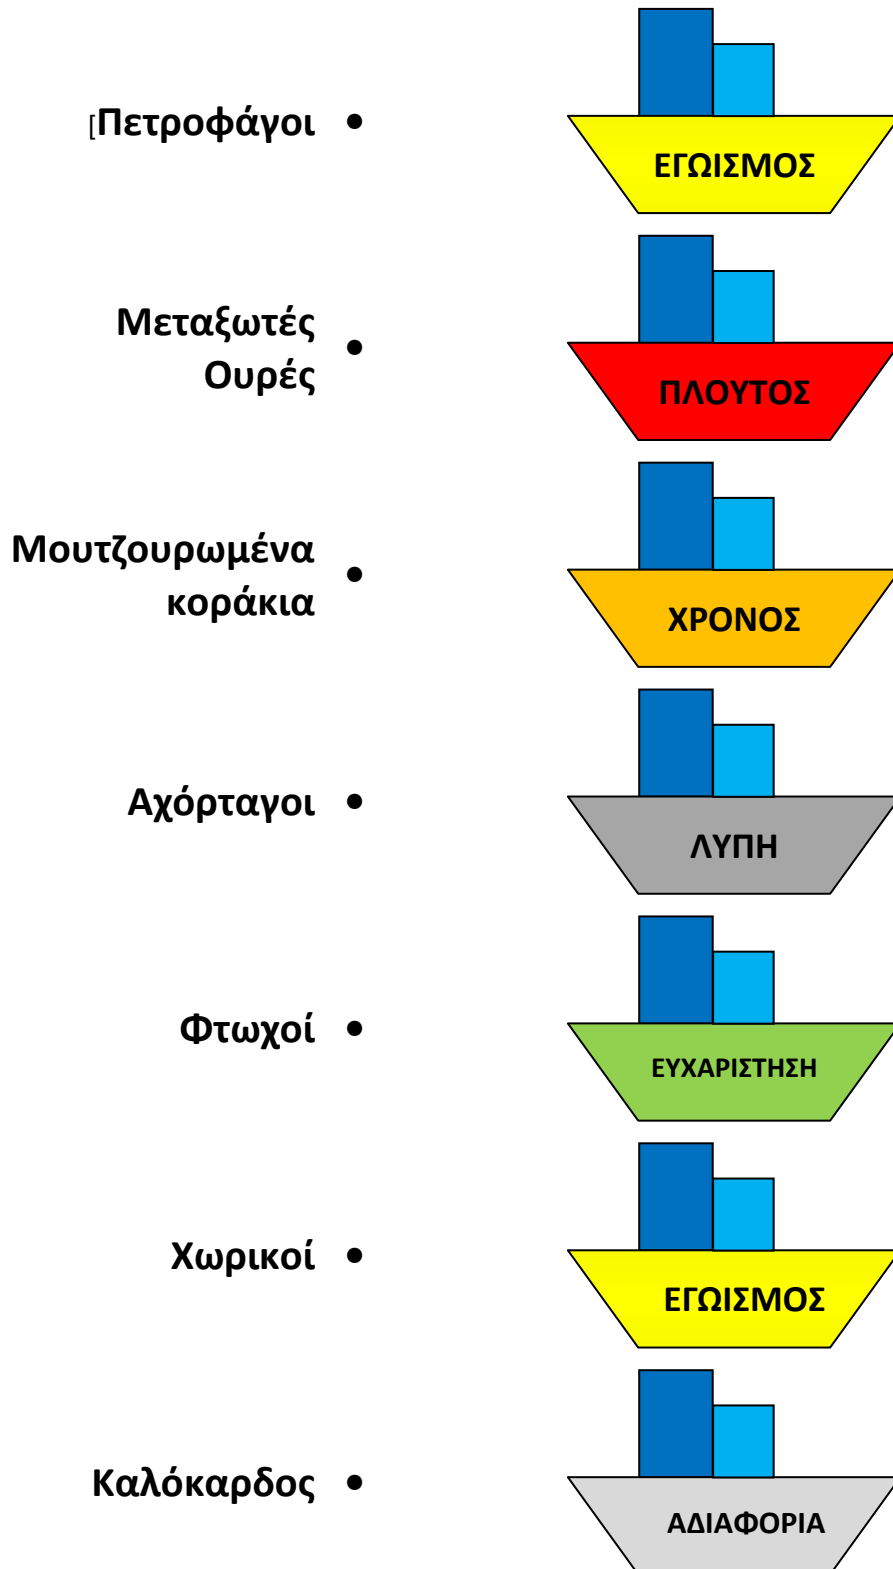 [Πετροφάγοι •
ΕΓΩΙΣΜΟΣ
Μεταξωτές
Ουρές •
ΠΛΟΥΤΟΣ
Μουτζουρωμένα
κοράκια •
ΧΡΟΝΟΣ
Αχόρταγοι •
ΛΥΠΗ
Φτωχοί •
ΕΥΧΑΡΙΣΤΗΣΗ
Χωρικοί •
ΕΓΩΙΣΜΟΣ
Καλόκαρδος •
ΑΔΙΑΦΟΡΙΑ